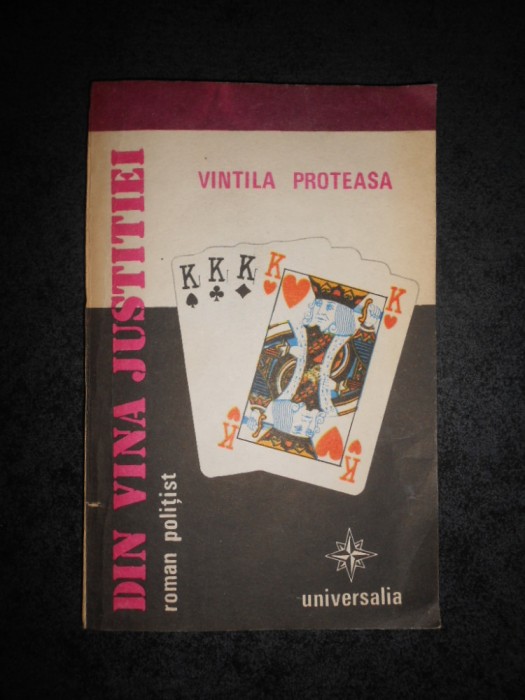 VINTILA PROTEASA
DIN VINA JUSTITIEI
roman polițist
K K K K K
K K
universalia